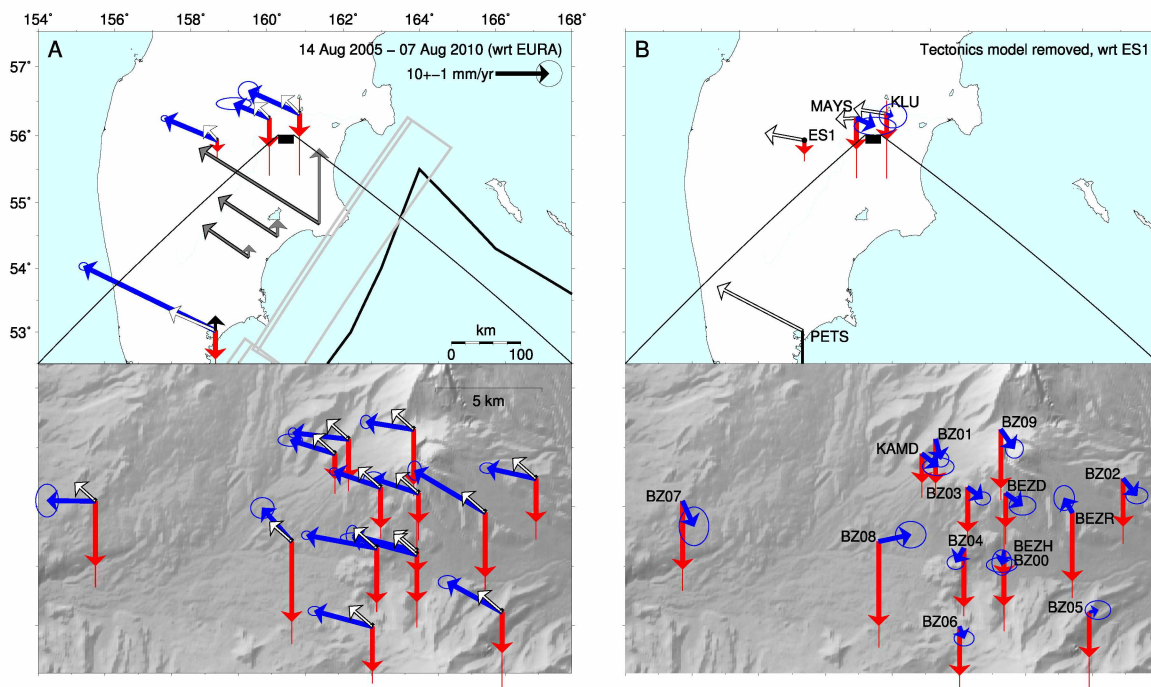 154° 156° 158° 160° 162° 164° 166° 168°
A
14 Aug 2005 – 07 Aug 2010 (wrt EURA)
10+−1 mm/yr
57°
56°
55°
54°
53°
km
0 100
5 km
B
Tectonics model removed, wrt ES1
MAYS
KLU
ES1
PETS
BZ09
BZ01
KAMD
BZ02
BZ03
BEZD
BZ07
BEZR
BZ08
BZ04
BEZH
BZ00
BZ05
BZ06